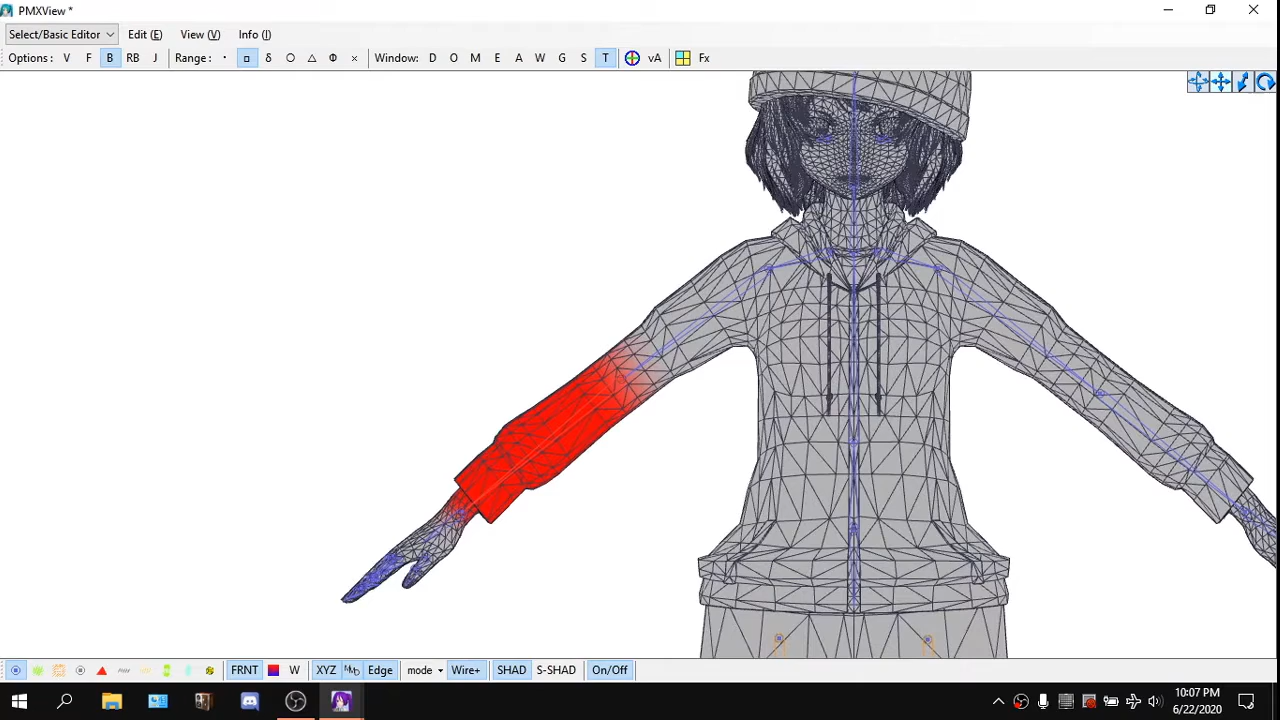 PMXView *
Select/Basic Editor Edit (E) View (V) Info (I)
Options: V F B RB J Range: Window: D O M E A W G S T vA Fx
FRNT W XYZ Edge mode Wire+ SHAD S-SHAD On/Off
10:07 PM
6/22/2020